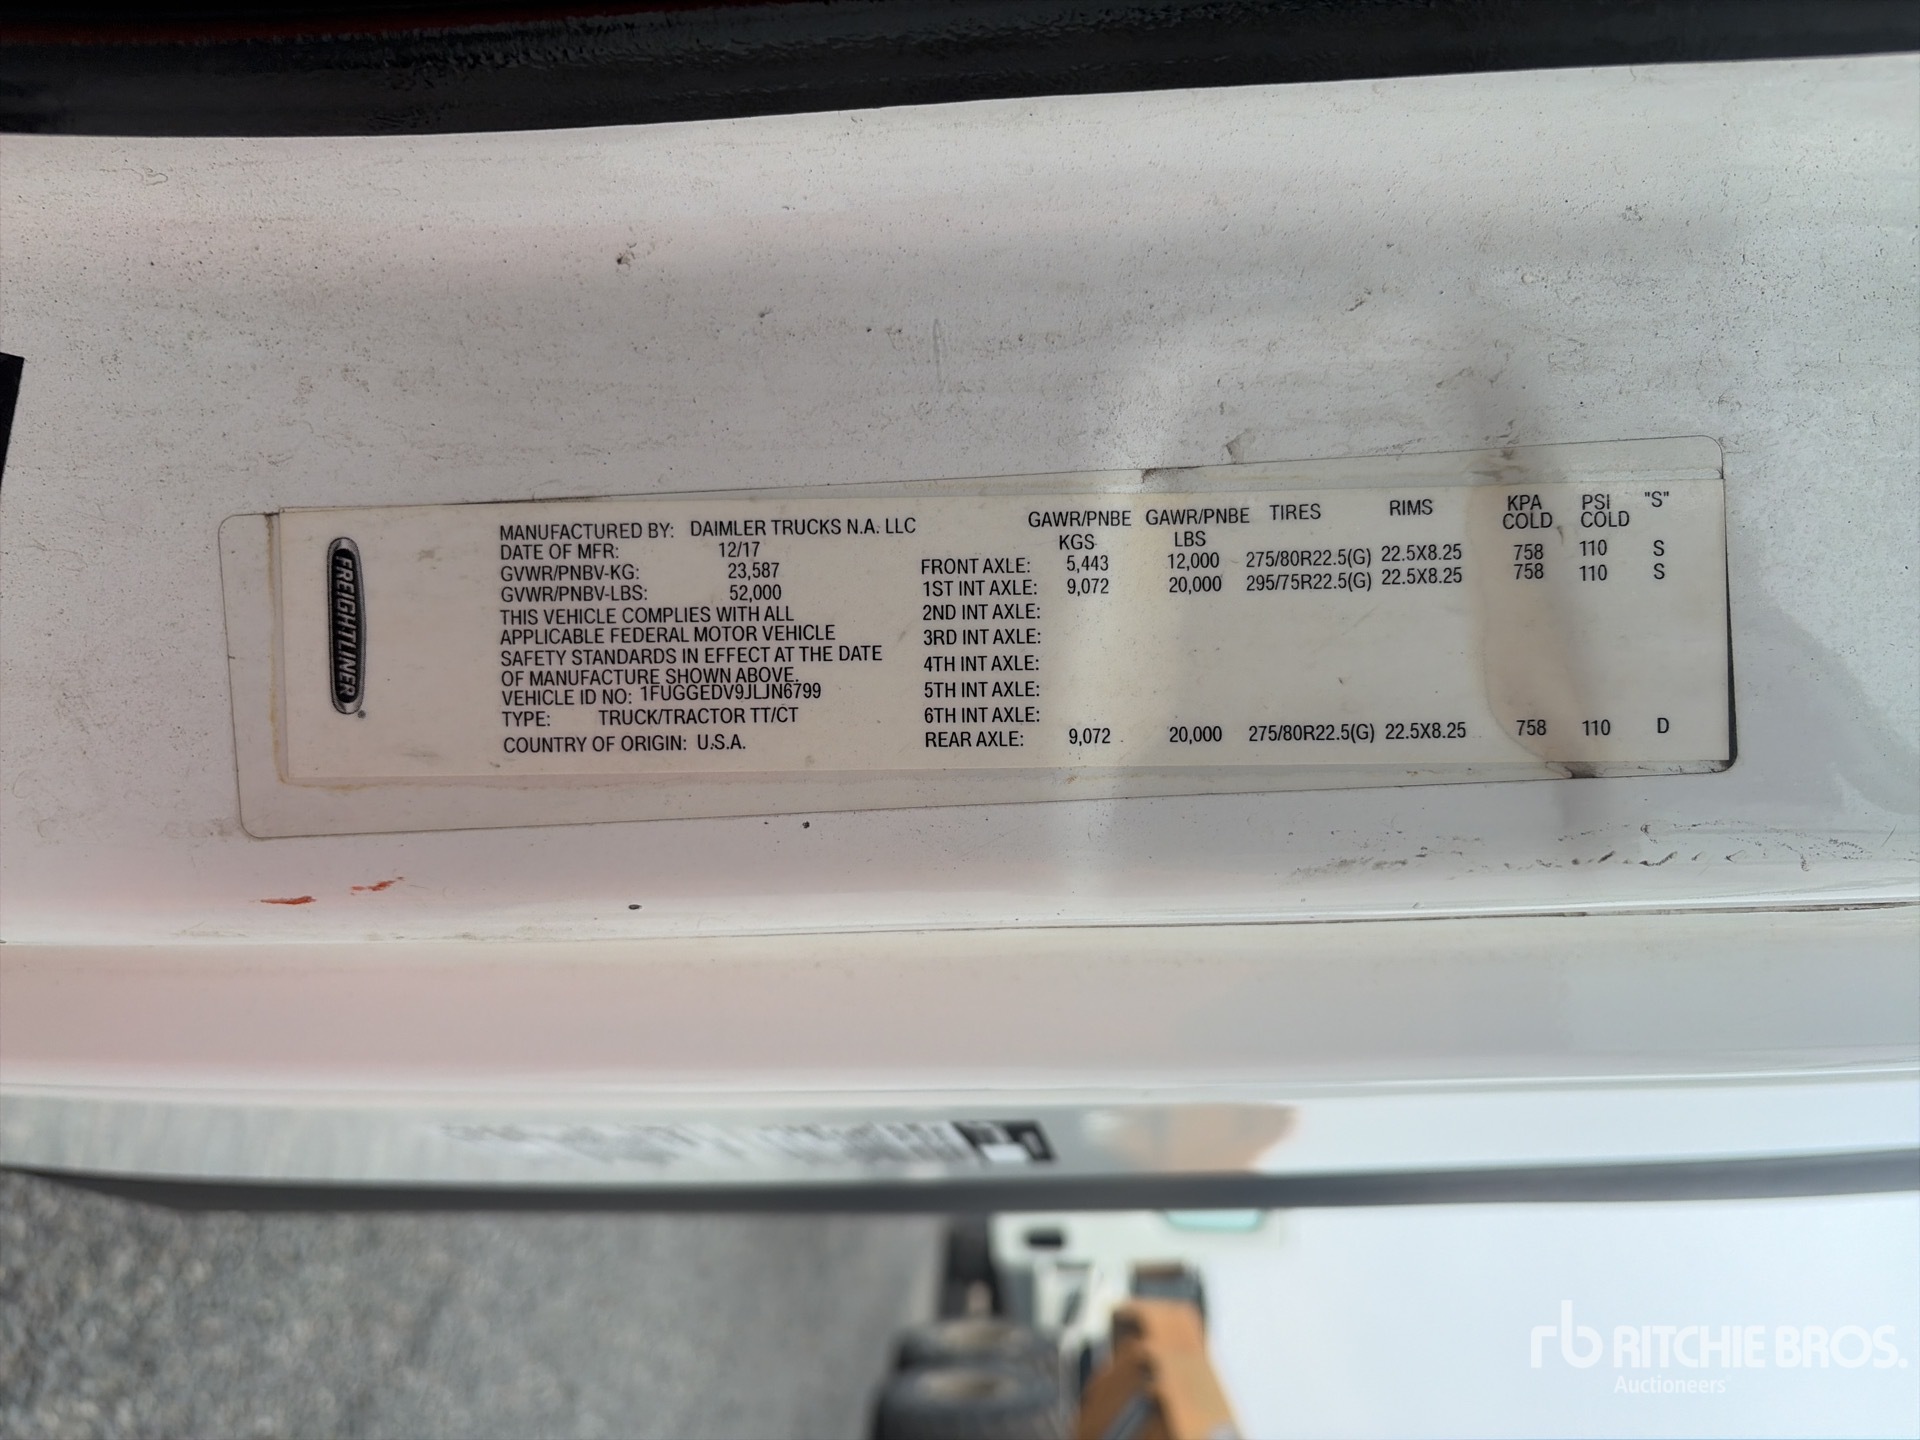 FREIGHTLINER®
MANUFACTURED BY: DAIMLER TRUCKS N.A. LLC
DATE OF MFR: 12/17
GVWR/PNBV-KG: 23,587
GVWR/PNBV-LBS: 52,000
THIS VEHICLE COMPLIES WITH ALL
APPLICABLE FEDERAL MOTOR VEHICLE
SAFETY STANDARDS IN EFFECT AT THE DATE
OF MANUFACTURE SHOWN ABOVE.
VEHICLE ID NO: 1FUGGEDV9JLJN6799
TYPE: TRUCK/TRACTOR TT/CT
COUNTRY OF ORIGIN: U.S.A.
GAWR/PNBE GAWR/PNBE TIRES RIMS KPA PSI "S"
KGS LBS COLD COLD
FRONT AXLE: 5,443 12,000 275/80R22.5(G) 22.5X8.25 758 110 S
1ST INT AXLE: 9,072 20,000 295/75R22.5(G) 22.5X8.25 758 110 S
2ND INT AXLE:
3RD INT AXLE:
4TH INT AXLE:
5TH INT AXLE:
6TH INT AXLE:
REAR AXLE: 9,072 20,000 275/80R22.5(G) 22.5X8.25 758 110 D
rb RITCHIE BROS.
Auctioneers